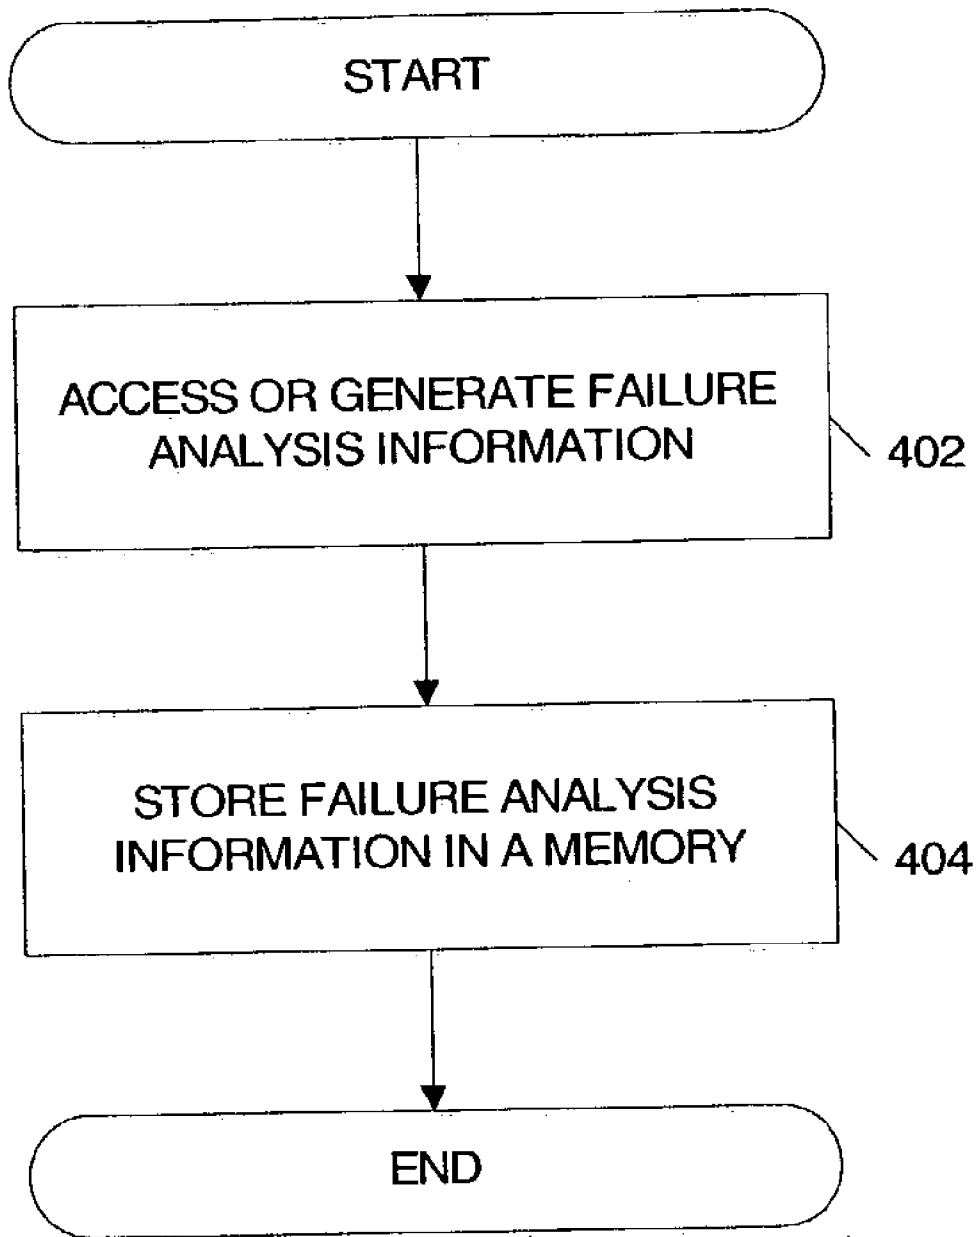 START
ACCESS OR GENERATE FAILURE
ANALYSIS INFORMATION
402
STORE FAILURE ANALYSIS
INFORMATION IN A MEMORY
404
END